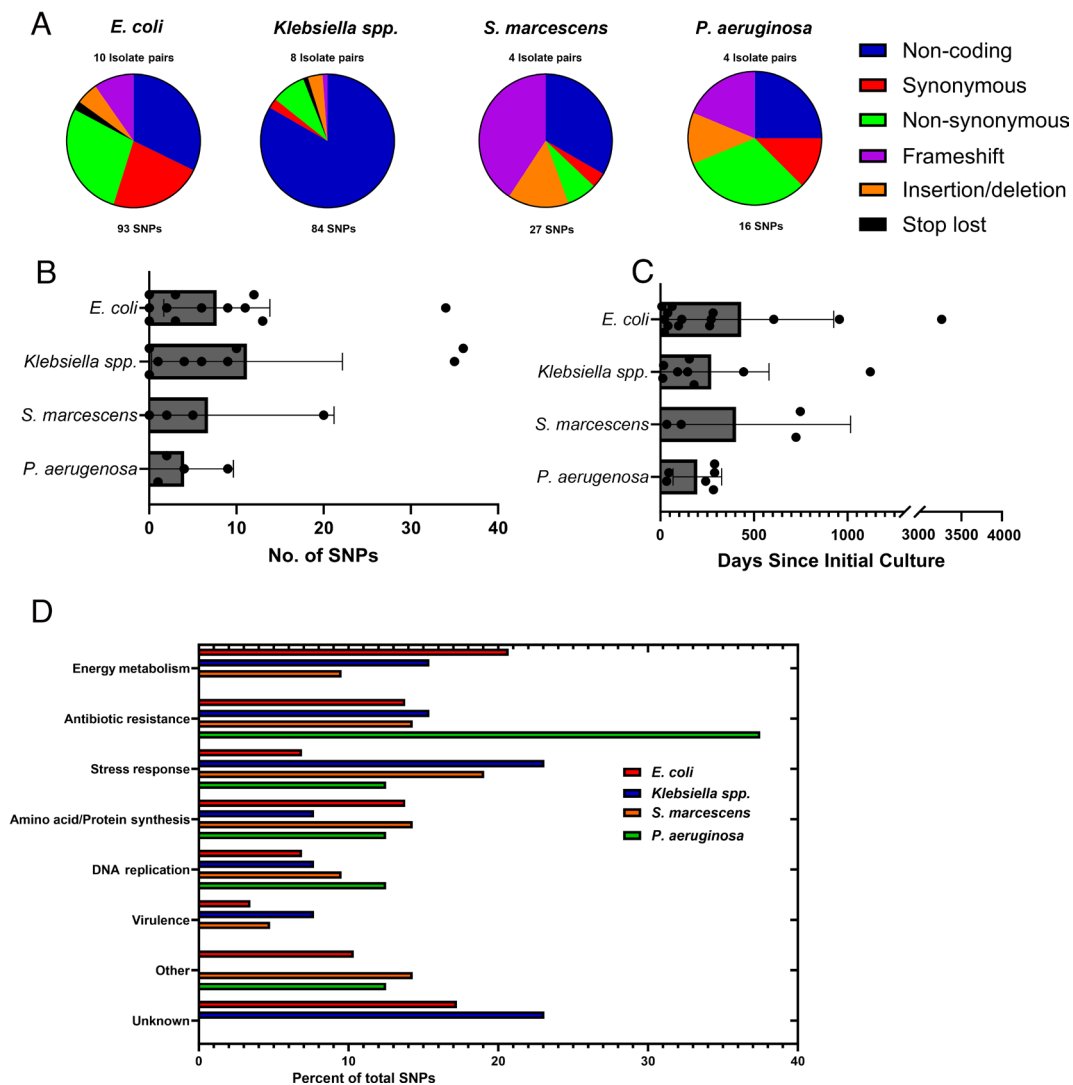 A
E. coli
Klebsiella spp.
S. marcescens
P. aeruginosa
10 Isolate pairs
8 Isolate pairs
4 Isolate pairs
4 Isolate pairs
93 SNPs
84 SNPs
27 SNPs
16 SNPs
Non-coding
Synonymous
Non-synonymous
Frameshift
Insertion/deletion
Stop lost
B
E. coli
Klebsiella spp.
S. marcescens
P. aerugenosa
0 10 20 30 40
No. of SNPs
C
E. coli
Klebsiella spp.
S. marcescens
P. aerugenosa
0 500 1000 3000 3500 4000
Days Since Initial Culture
D
Energy metabolism
Antibiotic resistance
Stress response
Amino acid/Protein synthesis
DNA replication
Virulence
Other
Unknown
E. coli
Klebsiella spp.
S. marcescens
P. aeruginosa
0 10 20 30 40
Percent of total SNPs